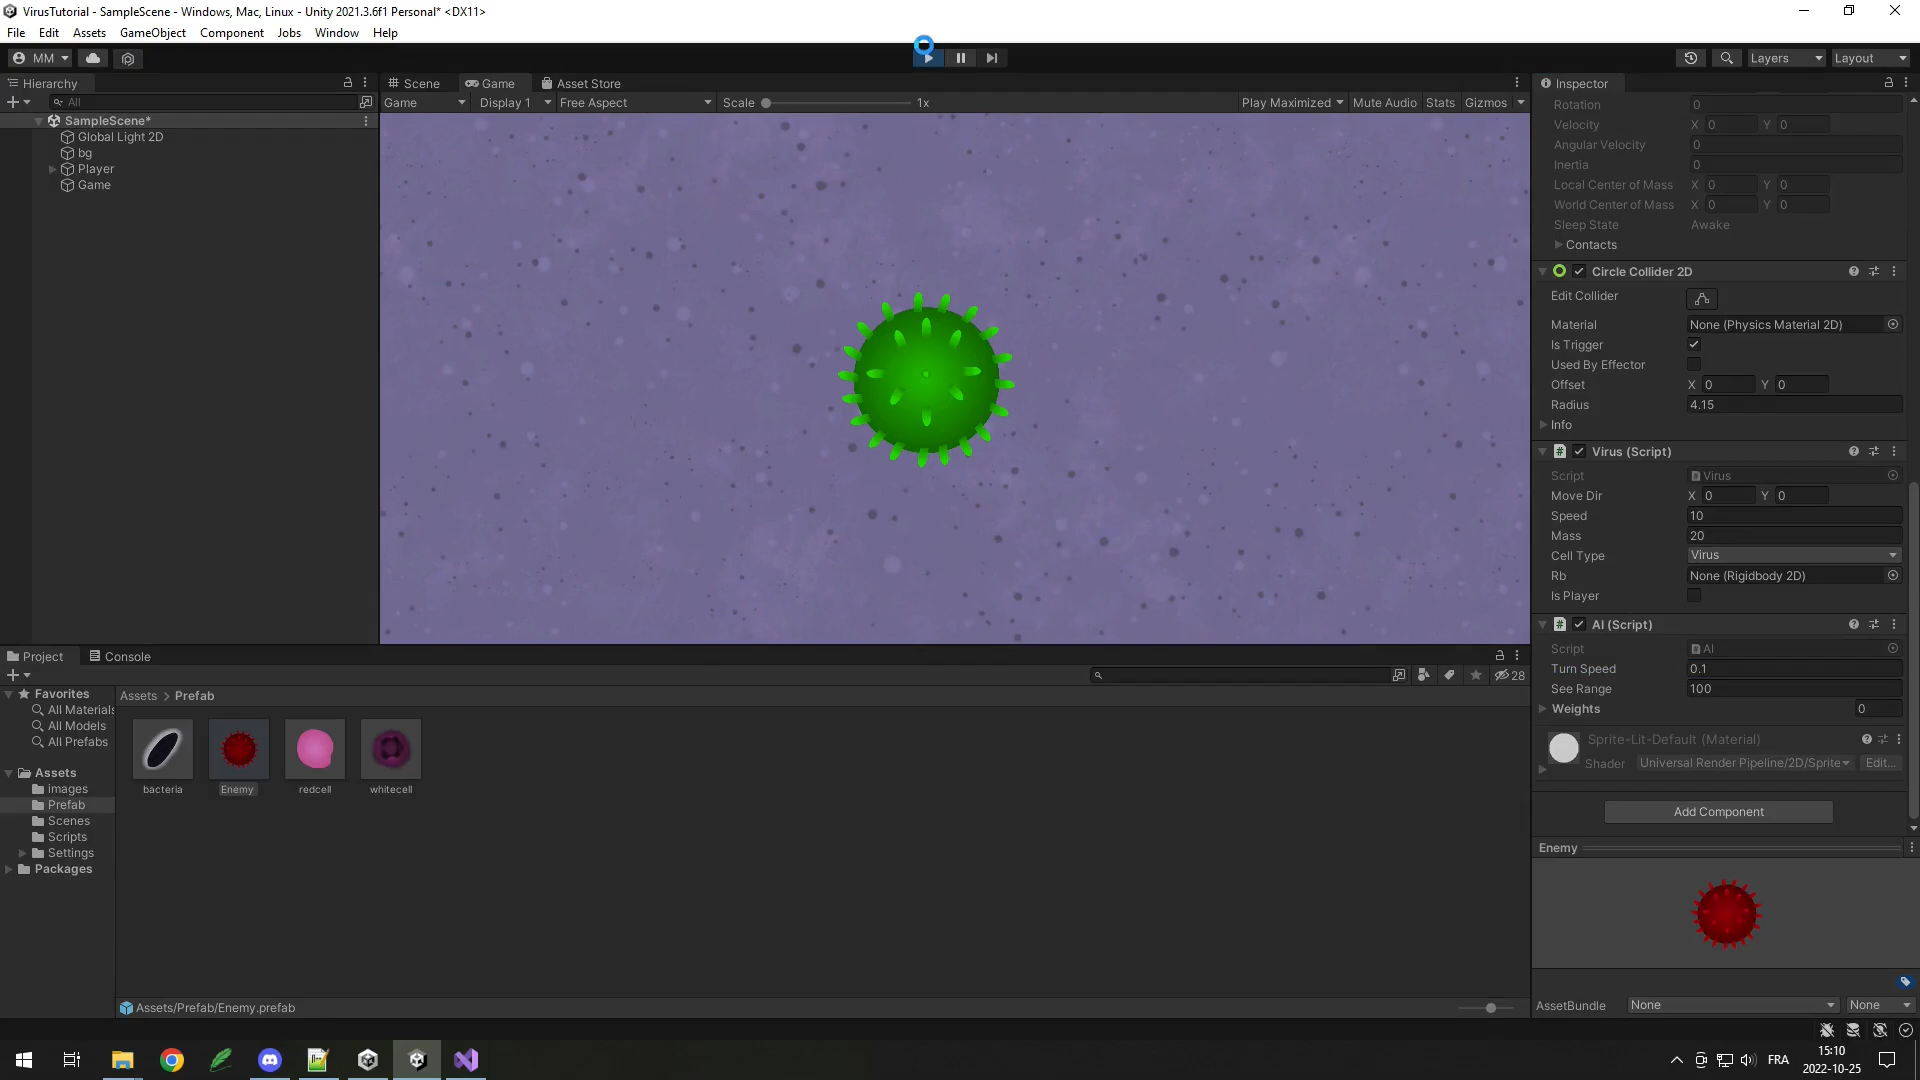 VirusTutorial - SampleScene - Windows, Mac, Linux - Unity 2021.3.6f1 Personal* <DX11>
File Edit Assets GameObject Component Jobs Window Help
MM
Layers
Layout
Hierarchy
All
SampleScene*
Global Light 2D
bg
Player
Game
Scene
Game
Asset Store
Game
Display 1
Free Aspect
Scale
1x
Play Maximized
Mute Audio
Stats
Gizmos
Inspector
Rotation 0
Velocity X 0 Y 0
Angular Velocity 0
Inertia 0
Local Center of Mass X 0 Y 0
World Center of Mass X 0 Y 0
Sleep State Awake
Contacts
Circle Collider 2D
Edit Collider
Material None (Physics Material 2D)
Is Trigger
Used By Effector
Offset X 0 Y 0
Radius 4.15
Info
Virus (Script)
Script Virus
Move Dir X 0 Y 0
Speed 10
Mass 20
Cell Type Virus
Rb None (Rigidbody 2D)
Is Player
AI (Script)
Script AI
Turn Speed 0.1
See Range 100
Weights 0
Sprite-Lit-Default (Material)
Shader Universal Render Pipeline/2D/Sprite Edit...
Add Component
Enemy
AssetBundle None None
Project
Console
28
Favorites
All Materials
All Models
All Prefabs
Assets
images
Prefab
Scenes
Scripts
Settings
Packages
Assets > Prefab
bacteria
Enemy
redcell
whitecell
Assets/Prefab/Enemy.prefab
FRA
15:10
2022-10-25